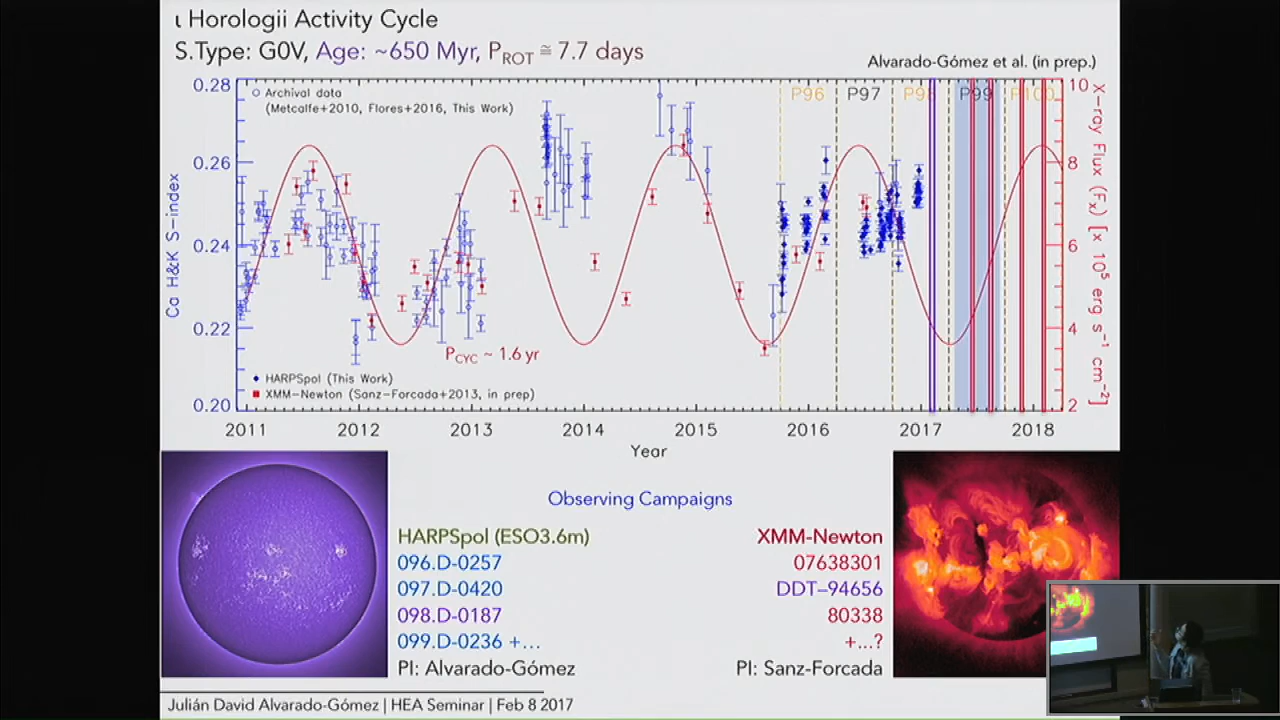 ι Horologii Activity Cycle
S.Type: G0V, Age: ~650 Myr, P_ROT ≅ 7.7 days
Alvarado-Gómez et al. (in prep.)
0.28
0.26
0.24
0.22
0.20
Ca H&K S-index
Archival data
(Metcalfe+2010, Flores+2016, This Work)
P96
P97
P98
P99
P100
10
8
6
4
2
X-ray Flux (Fx) [x 10⁵ erg s⁻¹ cm⁻²]
P_CYC ~ 1.6 yr
HARPSpol (This Work)
XMM-Newton (Sanz-Forcada+2013, in prep)
2011 2012 2013 2014 2015 2016 2017 2018
Year
Observing Campaigns
HARPSpol (ESO3.6m)
096.D-0257
097.D-0420
098.D-0187
099.D-0236 +...
PI: Alvarado-Gómez
XMM-Newton
07638301
DDT–94656
80338
+...?
PI: Sanz-Forcada
Julián David Alvarado-Gómez | HEA Seminar | Feb 8 2017